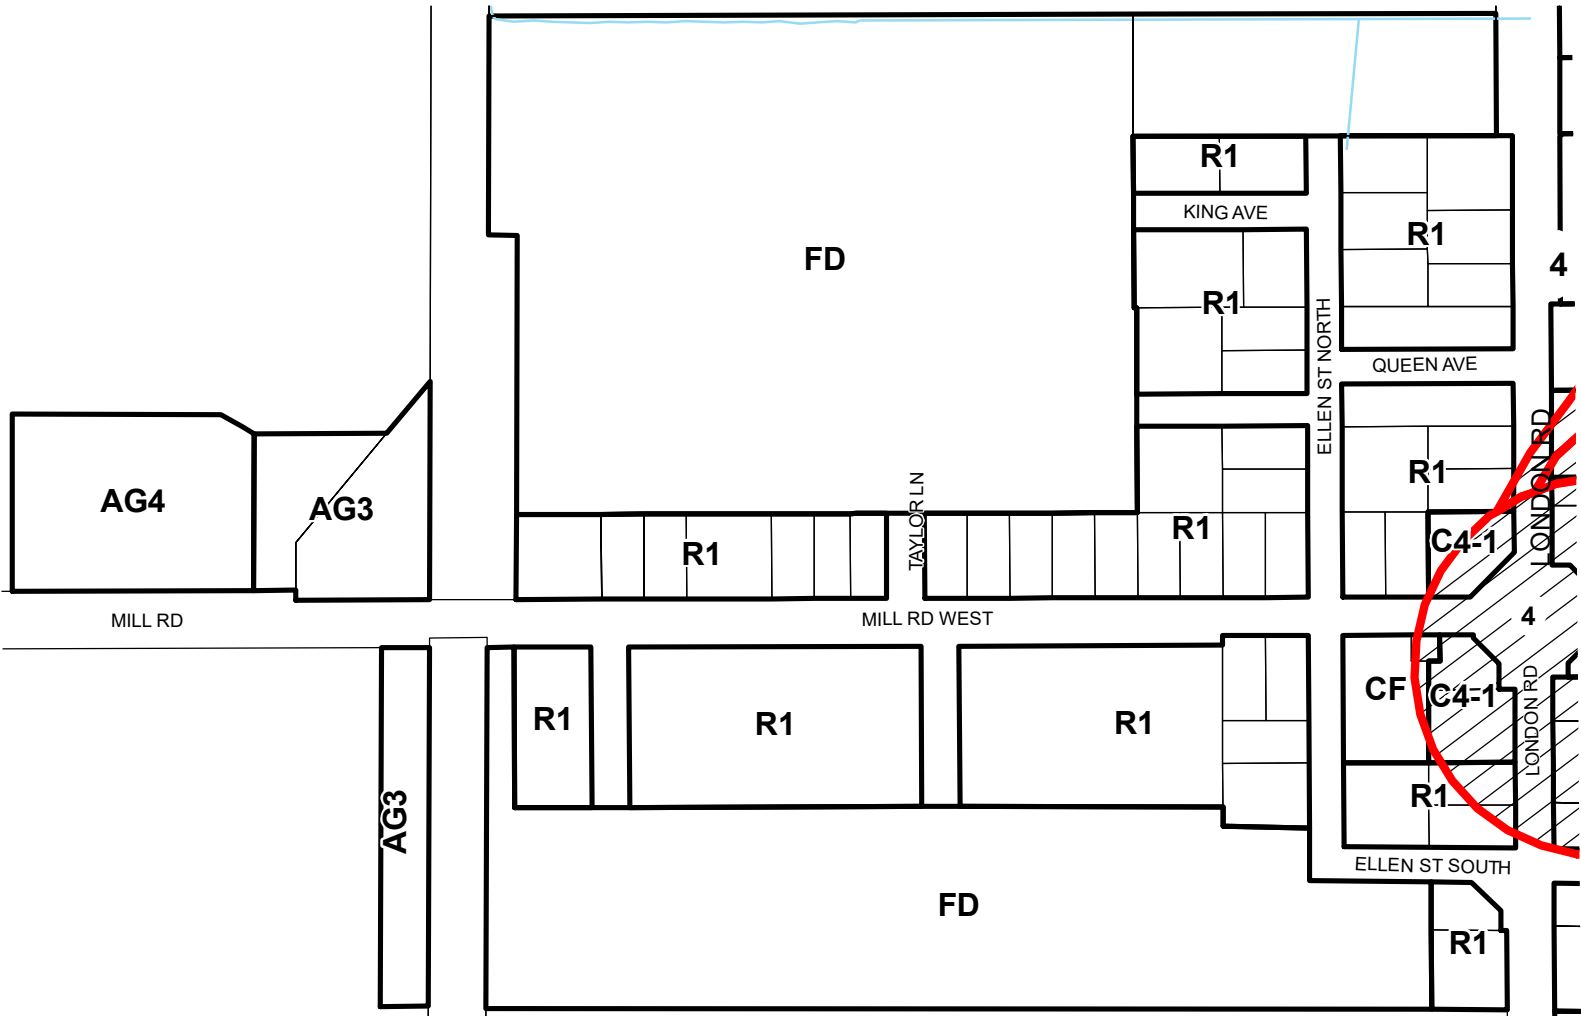 R1
KING AVE
R1
FD
4
R1
ELLEN ST NORTH
QUEEN AVE
LONDON RD
R1
AG4
AG3
TAYLOR LN
R1
R1
C4-1
MILL RD
MILL RD WEST
4
CF
C4-1
LONDON RD
R1
R1
R1
R1
AG3
ELLEN ST SOUTH
FD
R1